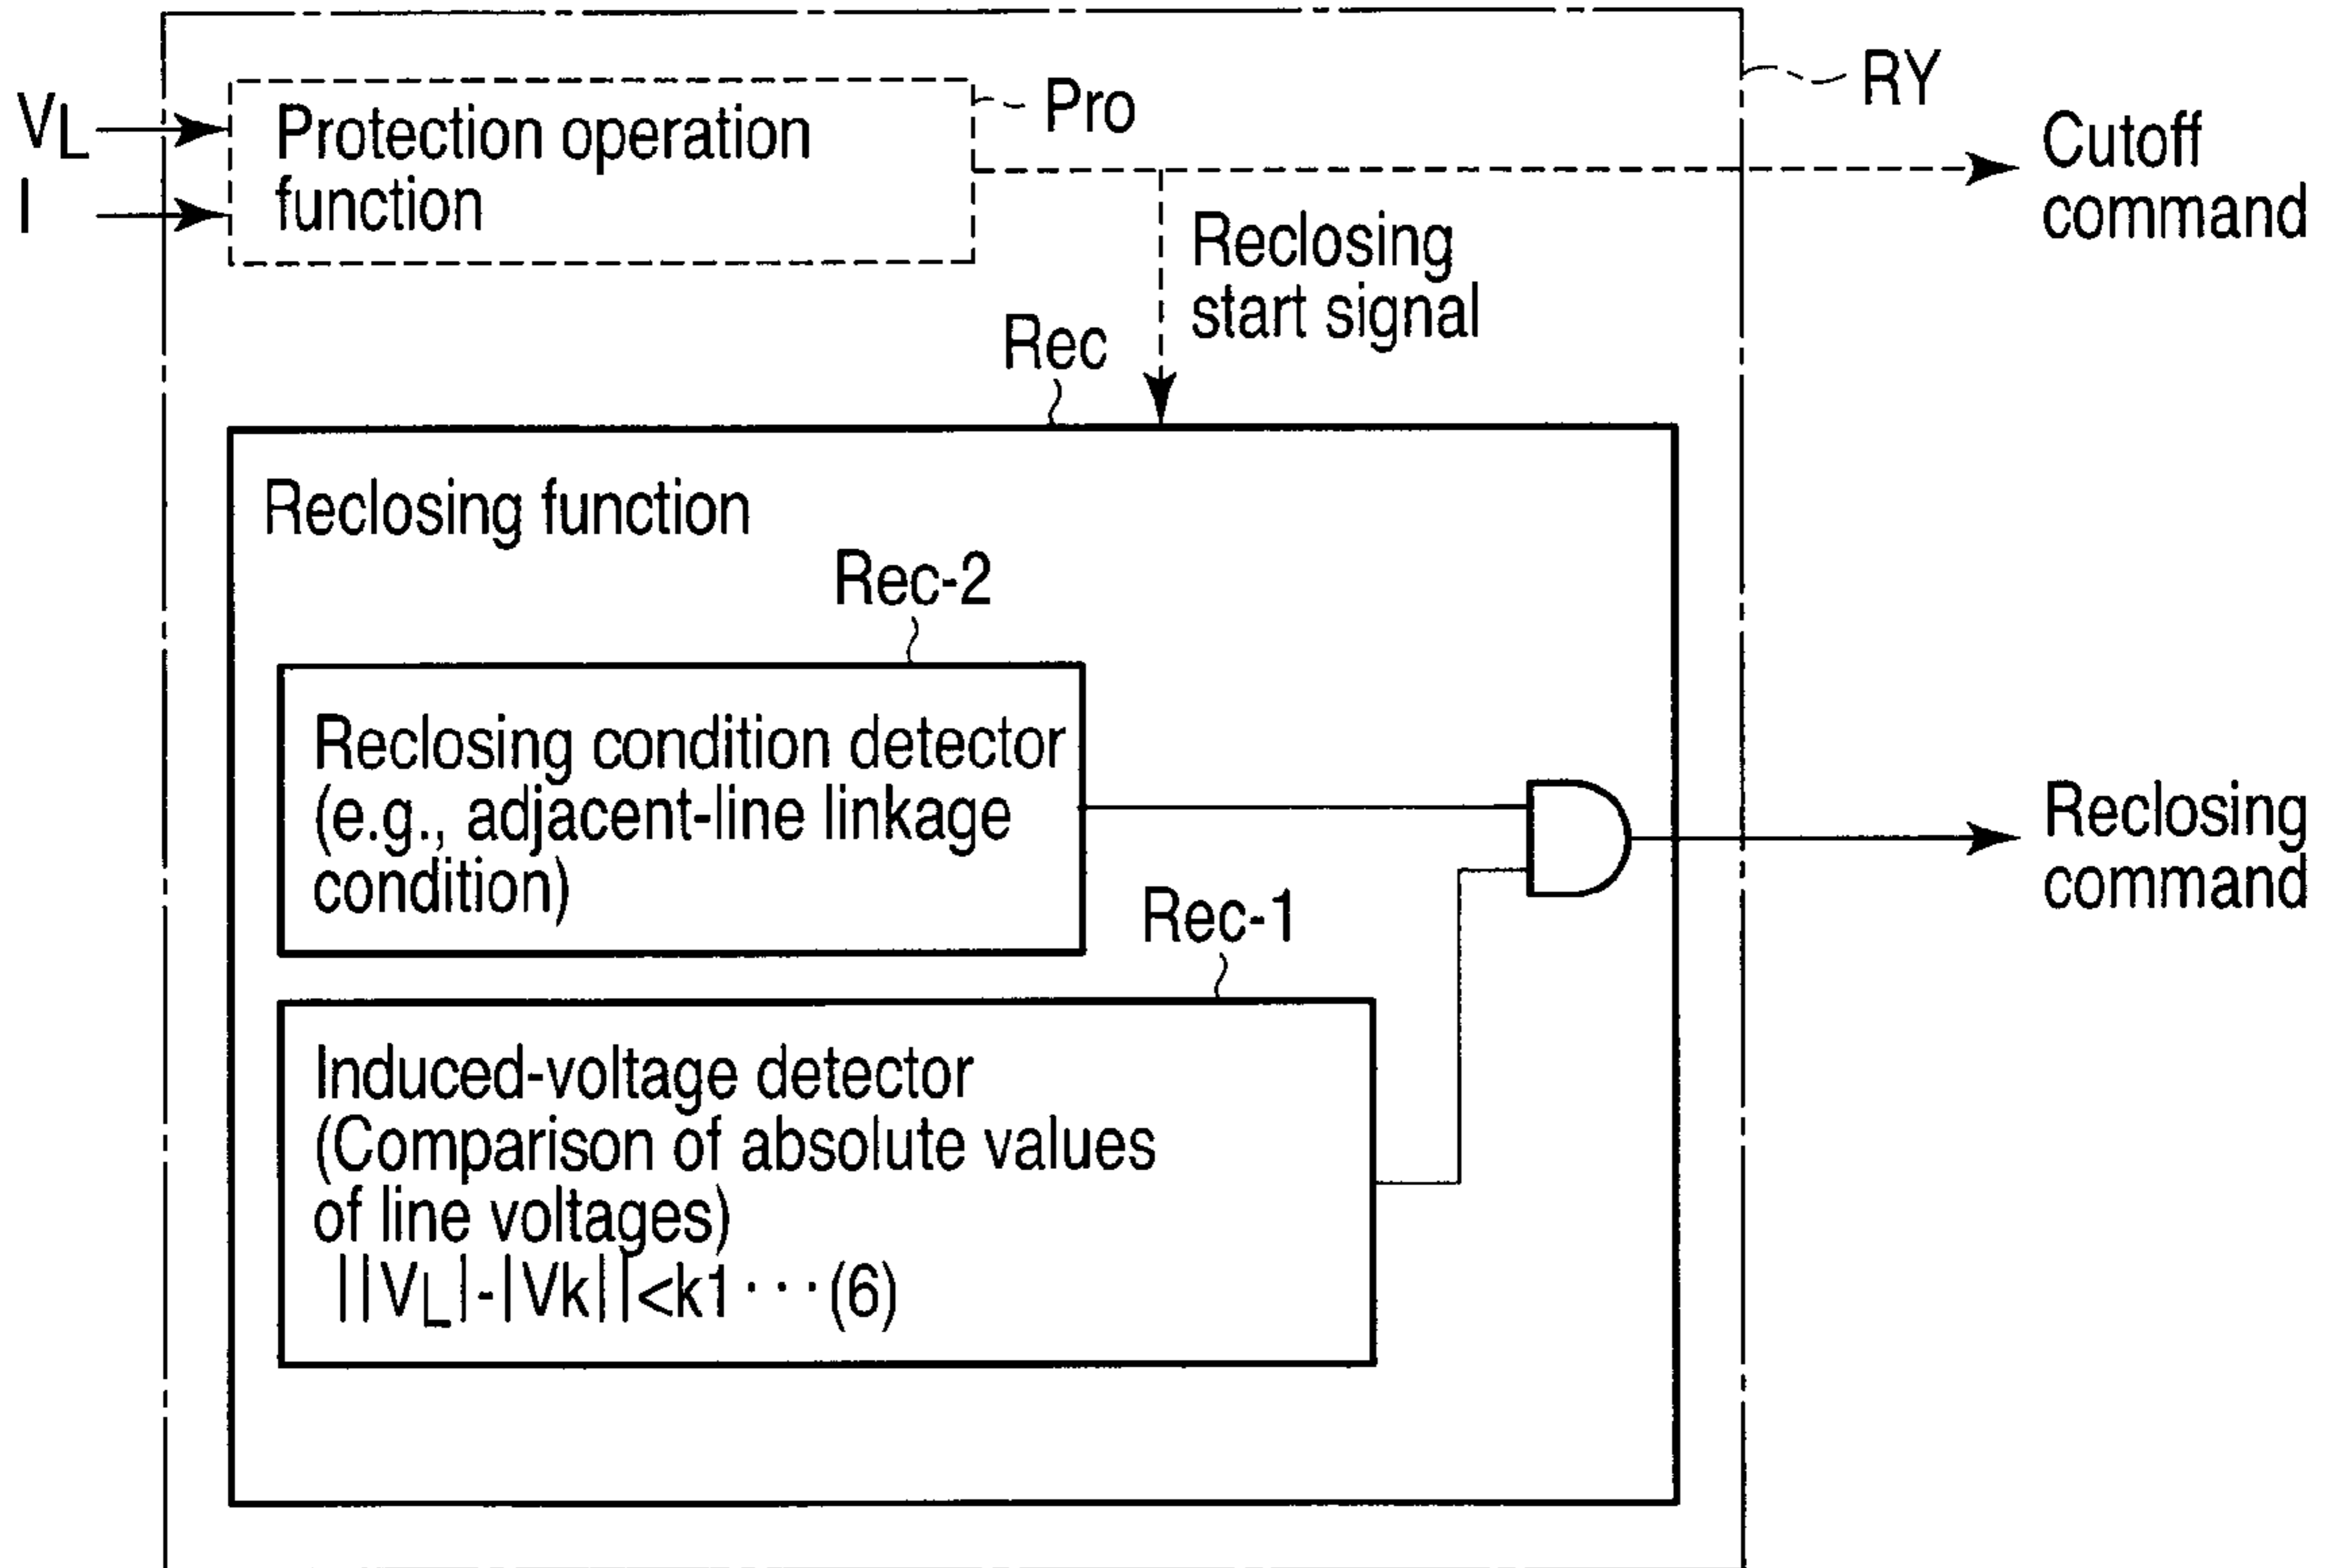 RY
VL
Pro
Protection operation
function
I
Cutoff
command
Reclosing
start signal
Rec
Reclosing function
Rec-2
Reclosing condition detector
(e.g., adjacent-line linkage
condition)
Reclosing
command
Rec-1
Induced-voltage detector
(Comparison of absolute values
of line voltages)
||VL|-|Vk||<k1···(6)